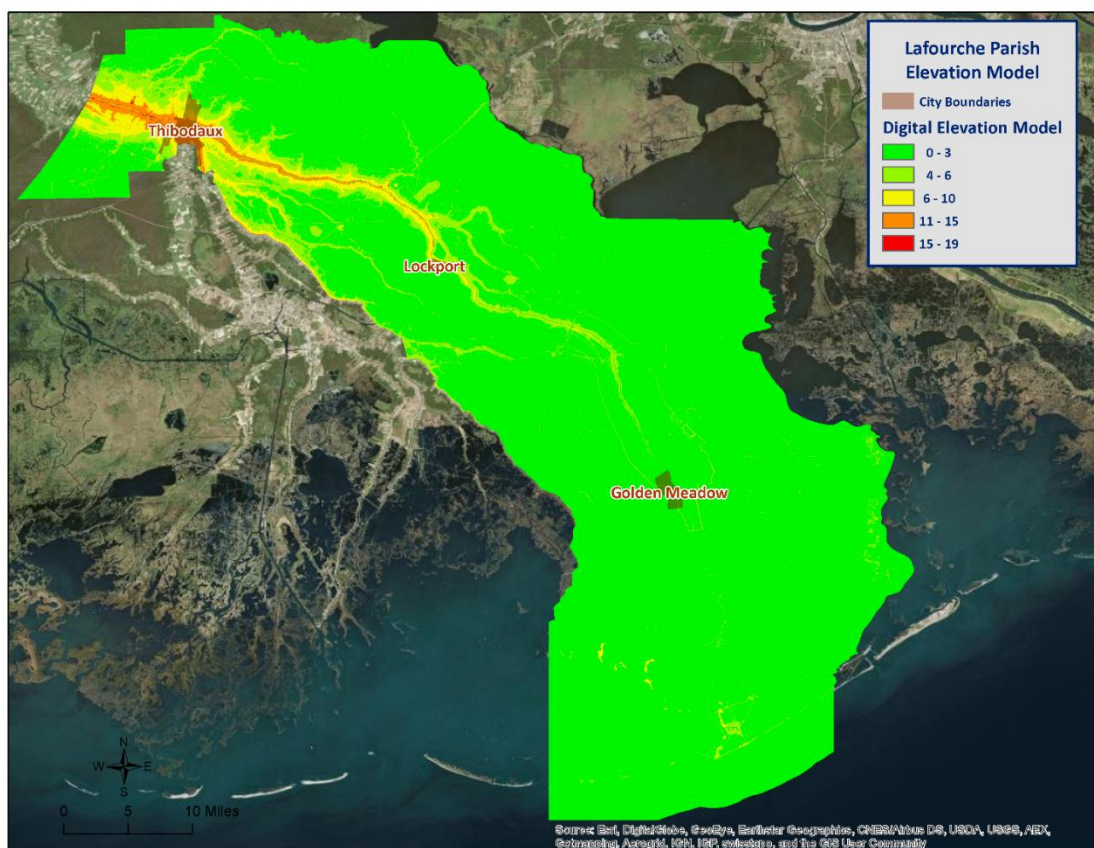 Lafourche Parish
Elevation Model
City Boundaries
Digital Elevation Model
0 - 3
4 - 6
6 - 10
11 - 15
15 - 19
Thibodaux
Lockport
Golden Meadow
N
W E
S
0 5 10 Miles
Source: Esri, DigitalGlobe, GeoEye, Earthstar Geographics, CNES/Airbus DS, USDA, USGS, AEX,
Getmapping, Aerogrid, IGN, IGP, swisstopo, and the GIS User Community